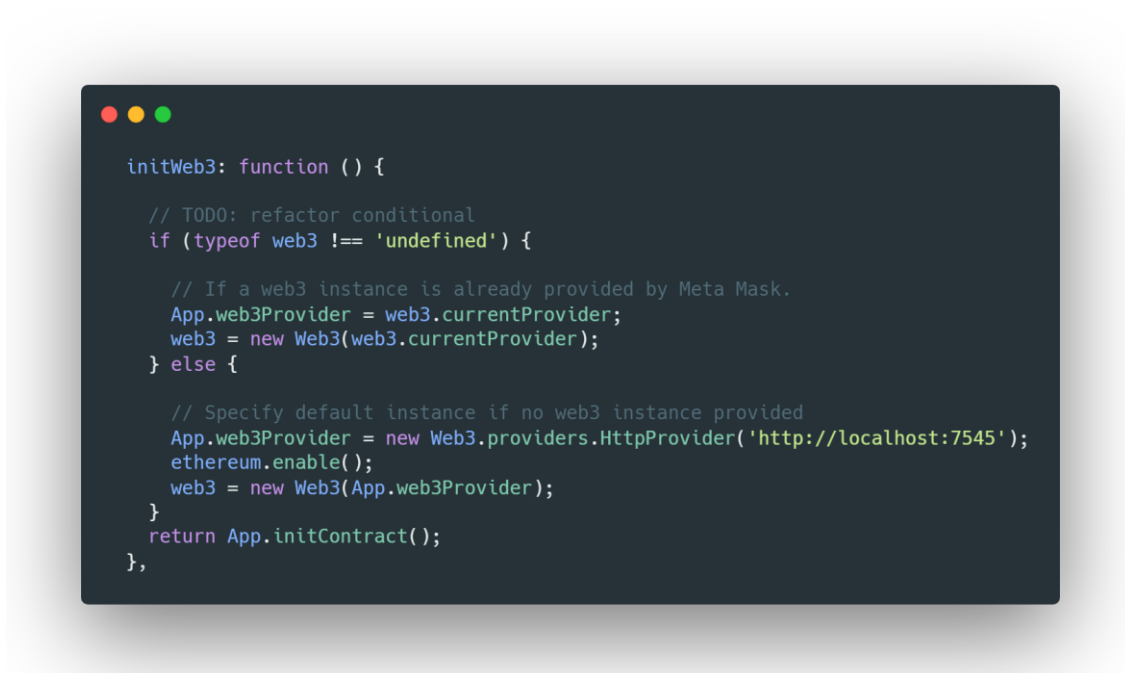 initWeb3: function () {
// TODO: refactor conditional
if (typeof web3 !== 'undefined') {
// If a web3 instance is already provided by Meta Mask.
App.web3Provider = web3.currentProvider;
web3 = new Web3(web3.currentProvider);
} else {
// Specify default instance if no web3 instance provided
App.web3Provider = new Web3.providers.HttpProvider('http://localhost:7545');
ethereum.enable();
web3 = new Web3(App.web3Provider);
}
return App.initContract();
},